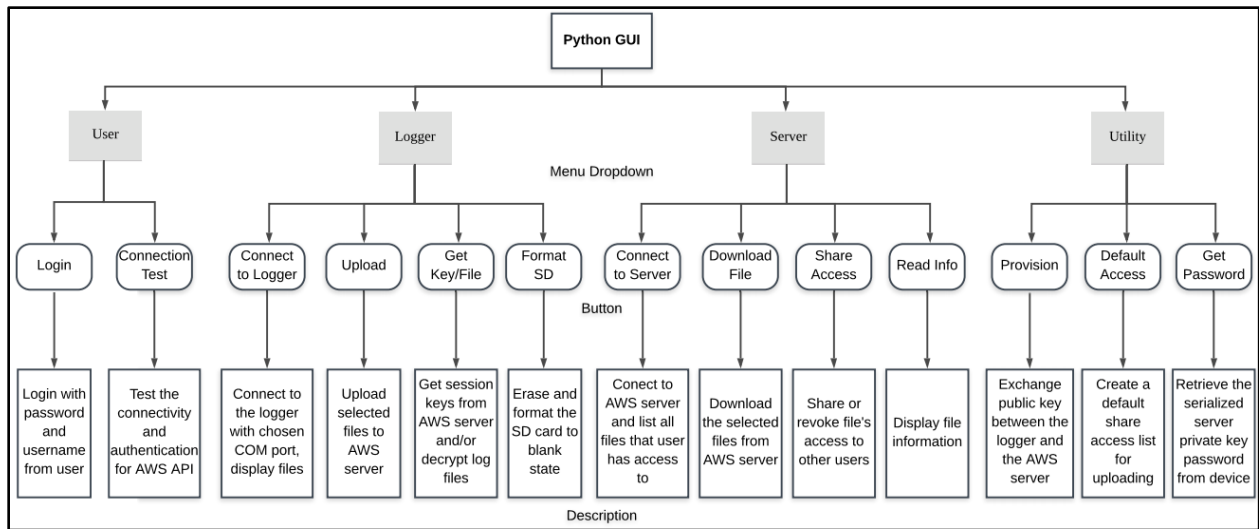 Python GUI
User
Logger
Server
Utility
Menu Dropdown
Login
Connection
Test
Connect
to Logger
Upload
Get
Key/File
Format
SD
Connect
to Server
Download
File
Share
Access
Read Info
Provision
Default
Access
Get
Password
Button
Login with
password
and
username
from user
Test the
connectivity
and
authentication
for AWS API
Connect to
the logger
with chosen
COM port,
display files
Upload
selected
files to
AWS
server
Get session
keys from
AWS server
and/or
decrypt log
files
Erase and
format the
SD card to
blank
state
Conect to
AWS server
and list all
files that user
has access
to
Download
the selected
files from
AWS server
Share or
revoke file's
access to
other users
Display file
information
Exchange
public key
between the
logger and
the AWS
server
Create a
default
share
access list
for
uploading
Retrieve the
serialized
server
private key
password
from device
Description